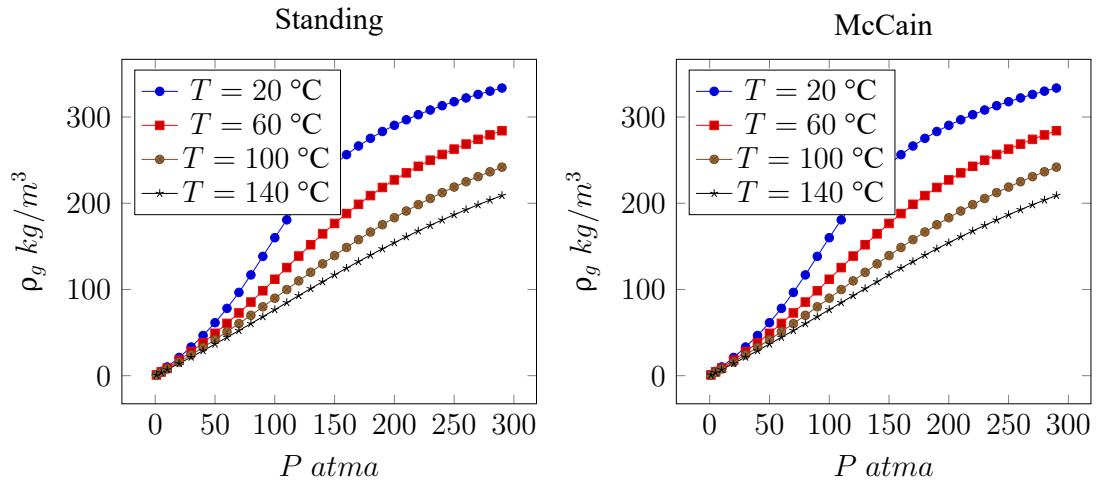 Standing
T = 20 °C
T = 60 °C
T = 100 °C
T = 140 °C
300
200
100
0
0 50 100 150 200 250 300
P atma
ρg kg/m³
McCain
T = 20 °C
T = 60 °C
T = 100 °C
T = 140 °C
300
200
100
0
0 50 100 150 200 250 300
P atma
ρg kg/m³